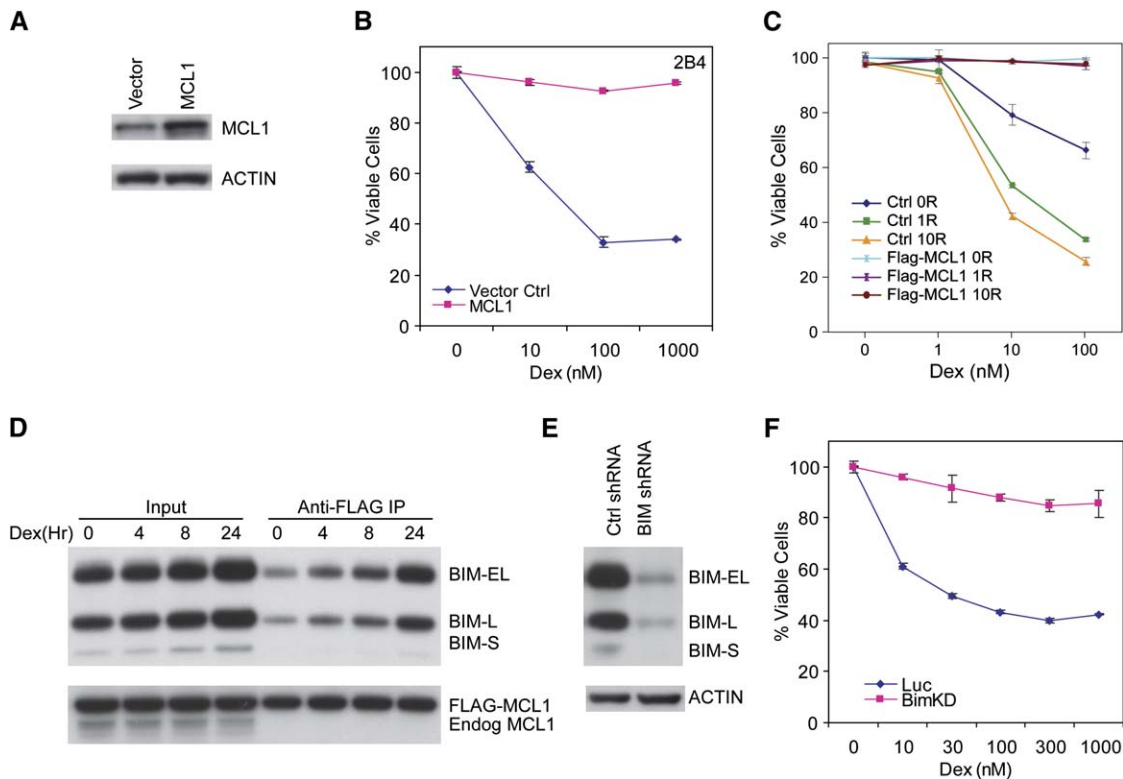 A
Vector
MCL1
MCL1
ACTIN
B
2B4
% Viable Cells
100
80
60
40
20
0
Vector Ctrl
MCL1
0 10 100 1000
Dex (nM)
C
% Viable Cells
100
80
60
40
20
0
Ctrl 0R
Ctrl 1R
Ctrl 10R
Flag-MCL1 0R
Flag-MCL1 1R
Flag-MCL1 10R
0 1 10 100
Dex (nM)
D
Input Anti-FLAG IP
Dex(Hr) 0 4 8 24 0 4 8 24
BIM-EL
BIM-L
BIM-S
FLAG-MCL1
Endog MCL1
E
Ctrl shRNA
BIM shRNA
BIM-EL
BIM-L
BIM-S
ACTIN
F
% Viable Cells
100
80
60
40
20
0
Luc
BimKD
0 10 30 100 300 1000
Dex (nM)